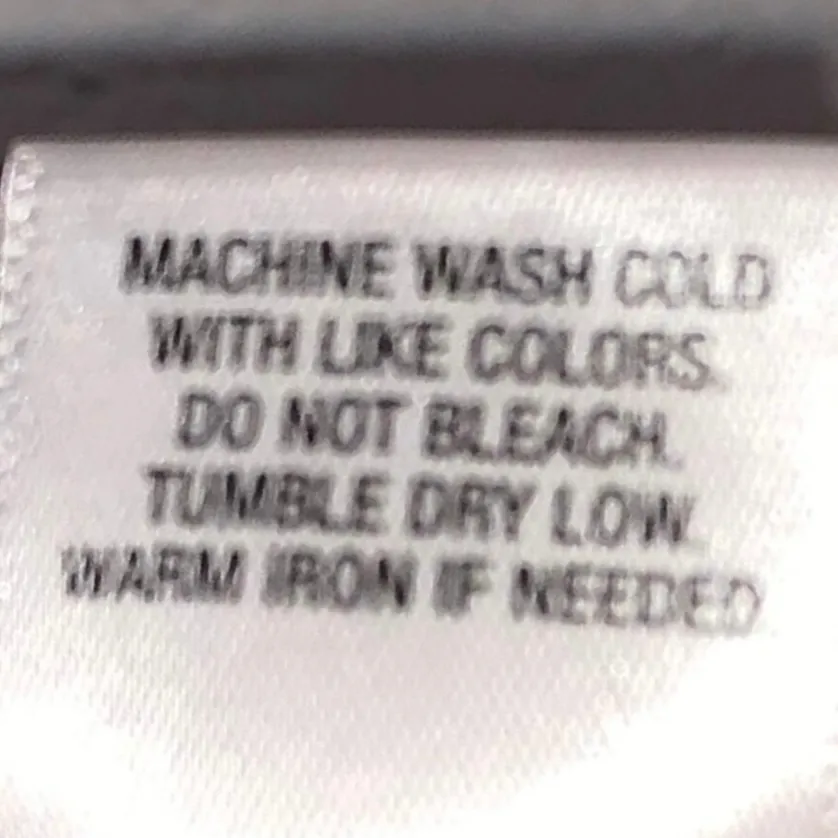 MACHINE WASH COLD
WITH LIKE COLORS.
DO NOT BLEACH.
TUMBLE DRY LOW.
WARM IRON IF NEEDED